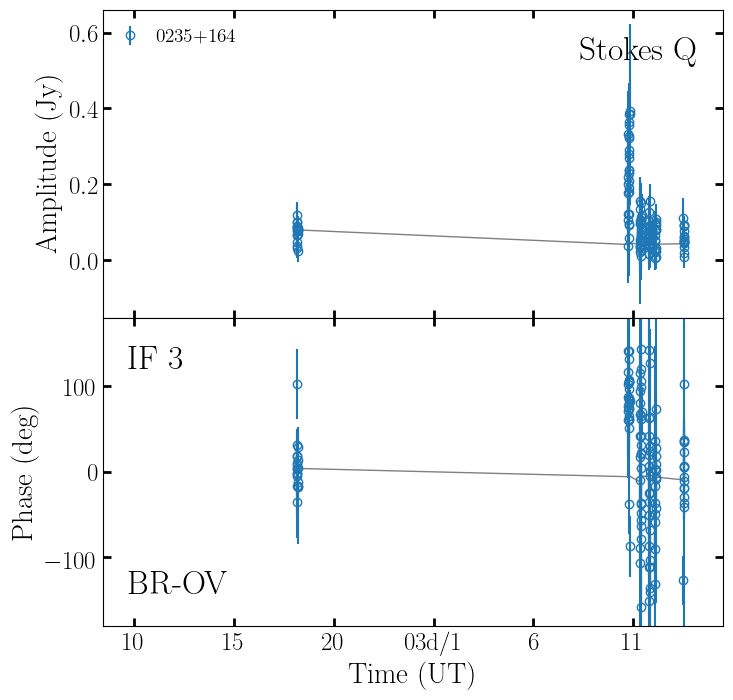 0.6
0235+164
Stokes Q
0.4
0.2
0.0
Amplitude (Jy)
IF 3
100
0
−100
Phase (deg)
BR-OV
10 15 20 03d/1 6 11
Time (UT)